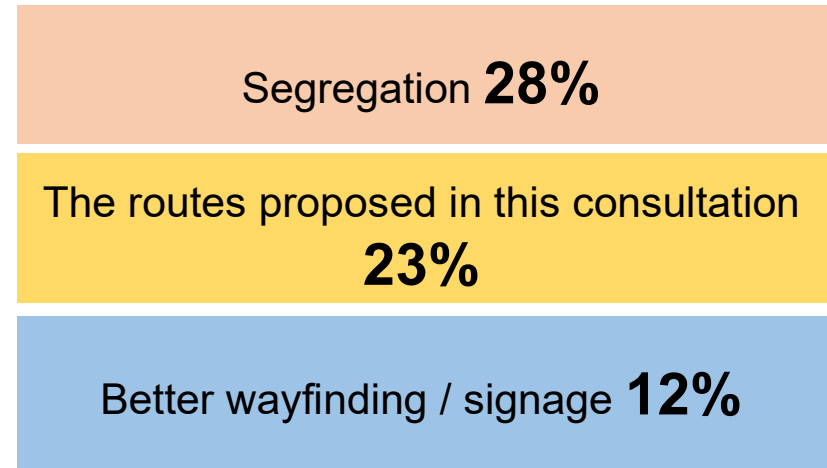 Segregation 28%
The routes proposed in this consultation
23%
Better wayfinding / signage 12%